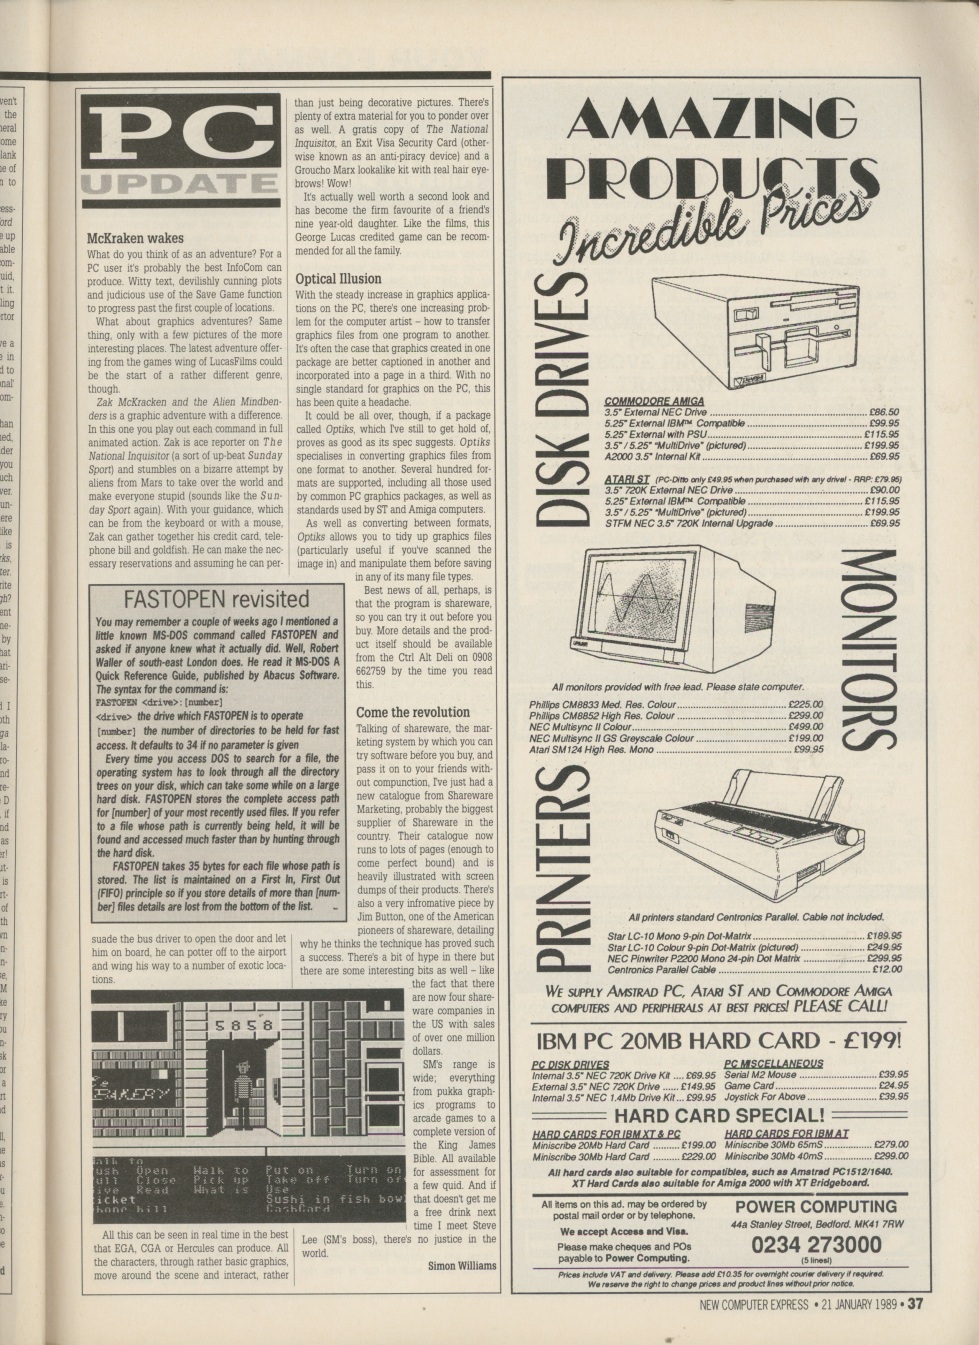 PC
UPDATE
McKraken wakes
What do you think of as an adventure? For a
PC user it's probably the best InfoCom can
produce. Witty text, devilishly cunning plots
and judicious use of the Save Game function
to progress past the first couple of locations.
What about graphics adventures? Same
thing, only with a few pictures of the more
interesting places. The latest adventure offer-
ing from the games wing of LucasFilms could
be the start of a rather different genre,
though.
Zak McKracken and the Alien Mindben-
ders is a graphic adventure with a difference.
In this one you play out each command in full
animated action. Zak is ace reporter on The
National Inquisitor (a sort of up-beat Sunday
Sport) and stumbles on a bizarre attempt by
aliens from Mars to take over the world and
make everyone stupid (sounds like the Sun-
day Sport again). With your guidance, which
can be from the keyboard or with a mouse,
Zak can gather together his credit card, tele-
phone bill and goldfish. He can make the nec-
essary reservations and assuming he can per-
FASTOPEN revisited
You may remember a couple of weeks ago I mentioned a
little known MS-DOS command called FASTOPEN and
asked if anyone knew what it actually did. Well, Robert
Waller of south-east London does. He read it MS-DOS A
Quick Reference Guide, published by Abacus Software.
The syntax for the command is:
FASTOPEN <drive>:[number]
<drive> the drive which FASTOPEN is to operate
[number] the number of directories to be held for fast
access. It defaults to 34 if no parameter is given
Every time you access DOS to search for a file, the
operating system has to look through all the directory
trees on your disk, which can take some while on a large
hard disk. FASTOPEN stores the complete access path
for [number] of your most recently used files. If you refer
to a file whose path is currently being held, it will be
found and accessed much faster than by hunting through
the hard disk.
FASTOPEN takes 35 bytes for each file whose path is
stored. The list is maintained on a First In, First Out
(FIFO) principle so if you store details of more than [num-
ber] files details are lost from the bottom of the list.
suade the bus driver to open the door and let
him on board, he can potter off to the airport
and wing his way to a number of exotic loca-
tions.
5858
BAKERY
Open Walk to Put on Turn on
Close Pick up Take off Turn of
Read What is Use
icket Sushi in fish bowl
hone bill CashCard
All this can be seen in real time in the best
that EGA, CGA or Hercules can produce. All
the characters, through rather basic graphics,
move around the scene and interact, rather
than just being decorative pictures. There's
plenty of extra material for you to ponder over
as well. A gratis copy of The National
Inquisitor, an Exit Visa Security Card (other-
wise known as an anti-piracy device) and a
Groucho Marx lookalike kit with real hair eye-
brows! Wow!
It's actually well worth a second look and
has become the firm favourite of a friend's
nine year-old daughter. Like the films, this
George Lucas credited game can be recom-
mended for all the family.
Optical Illusion
With the steady increase in graphics applica-
tions on the PC, there's one increasing prob-
lem for the computer artist – how to transfer
graphics files from one program to another.
It's often the case that graphics created in one
package are better captioned in another and
incorporated into a page in a third. With no
single standard for graphics on the PC, this
has been quite a headache.
It could be all over, though, if a package
called Optiks, which I've still to get hold of,
proves as good as its spec suggests. Optiks
specialises in converting graphics files from
one format to another. Several hundred for-
mats are supported, including all those used
by common PC graphics packages, as well as
standards used by ST and Amiga computers.
As well as converting between formats,
Optiks allows you to tidy up graphics files
(particularly useful if you've scanned the
image in) and manipulate them before saving
in any of its many file types.
Best news of all, perhaps, is
that the program is shareware,
so you can try it out before you
buy. More details and the prod-
uct itself should be available
from the Ctrl Alt Deli on 0908
662759 by the time you read
this.
Come the revolution
Talking of shareware, the mar-
keting system by which you can
try software before you buy, and
pass it on to your friends with-
out compunction, I've just had a
new catalogue from Shareware
Marketing, probably the biggest
supplier of Shareware in the
country. Their catalogue now
runs to lots of pages (enough to
come perfect bound) and is
heavily illustrated with screen
dumps of their products. There's
also a very infromative piece by
Jim Button, one of the American
pioneers of shareware, detailing
why he thinks the technique has proved such
a success. There's a bit of hype in there but
there are some interesting bits as well – like
the fact that there
are now four share-
ware companies in
the US with sales
of over one million
dollars.
SM's range is
wide; everything
from pukka graph-
ics programs to
arcade games to a
complete version of
the King James
Bible. All available
for assessment for
a few quid. And if
that doesn't get me
a free drink next
time I meet Steve
Lee (SM's boss), there's no justice in the
world.
Simon Williams
AMAZING
PRODUCTS
Incredible Prices
DISK DRIVES
COMMODORE AMIGA
3.5" External NEC Drive £86.50
5.25" External IBM™ Compatible £99.95
5.25" External with PSU £115.95
3.5" / 5.25" "MultiDrive" (pictured) £199.95
A2000 3.5" Internal Kit £69.95
ATARI ST (PC-Ditto only £49.95 when purchased with any drive! - RRP: £79.95)
3.5" 720K External NEC Drive £90.00
5.25" External IBM™ Compatible £115.95
3.5" / 5.25" "MultiDrive" (pictured) £199.95
STFM NEC 3.5" 720K Internal Upgrade £69.95
MONITORS
All monitors provided with free lead. Please state computer.
Phillips CM8833 Med. Res. Colour £225.00
Phillips CM8852 High Res. Colour £299.00
NEC Multisync II Colour £499.00
NEC Multisync II GS Greyscale Colour £199.00
Atari SM124 High Res. Mono £99.95
PRINTERS
All printers standard Centronics Parallel. Cable not included.
Star LC-10 Mono 9-pin Dot-Matrix £189.95
Star LC-10 Colour 9-pin Dot-Matrix (pictured) £249.95
NEC Pinwriter P2200 Mono 24-pin Dot Matrix £299.95
Centronics Parallel Cable £12.00
WE SUPPLY AMSTRAD PC, ATARI ST AND COMMODORE AMIGA
COMPUTERS AND PERIPHERALS AT BEST PRICES! PLEASE CALL!
IBM PC 20MB HARD CARD - £199!
PC DISK DRIVES
Internal 3.5" NEC 720K Drive Kit £69.95
External 3.5" NEC 720K Drive £149.95
Internal 3.5" NEC 1.4Mb Drive Kit £99.95
PC MISCELLANEOUS
Serial M2 Mouse £39.95
Game Card £24.95
Joystick For Above £39.95
HARD CARD SPECIAL!
HARD CARDS FOR IBM XT & PC
Miniscribe 20Mb Hard Card £199.00
Miniscribe 30Mb Hard Card £229.00
HARD CARDS FOR IBM AT
Miniscribe 30Mb 65mS £279.00
Miniscribe 30Mb 40mS £299.00
All hard cards also suitable for compatibles, such as Amstrad PC1512/1640.
XT Hard Cards also suitable for Amiga 2000 with XT Bridgeboard.
All items on this ad. may be ordered by
postal mail order or by telephone.
We accept Access and Visa.
Please make cheques and POs
payable to Power Computing.
POWER COMPUTING
44a Stanley Street, Bedford. MK41 7RW
0234 273000
(5 lines!)
Prices include VAT and delivery. Please add £10.35 for overnight courier delivery if required.
We reserve the right to change prices and product lines without prior notice.
NEW COMPUTER EXPRESS • 21 JANUARY 1989 • 37